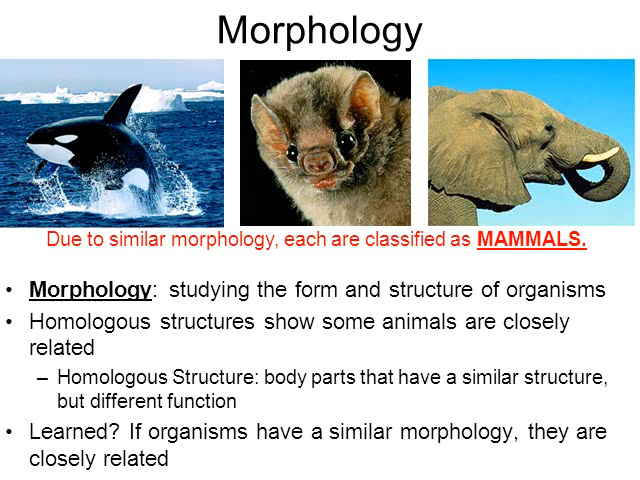 Morphology
Due to similar morphology, each are classified as MAMMALS.
• Morphology: studying the form and structure of organisms
• Homologous structures show some animals are closely
related
– Homologous Structure: body parts that have a similar structure,
but different function
• Learned? If organisms have a similar morphology, they are
closely related